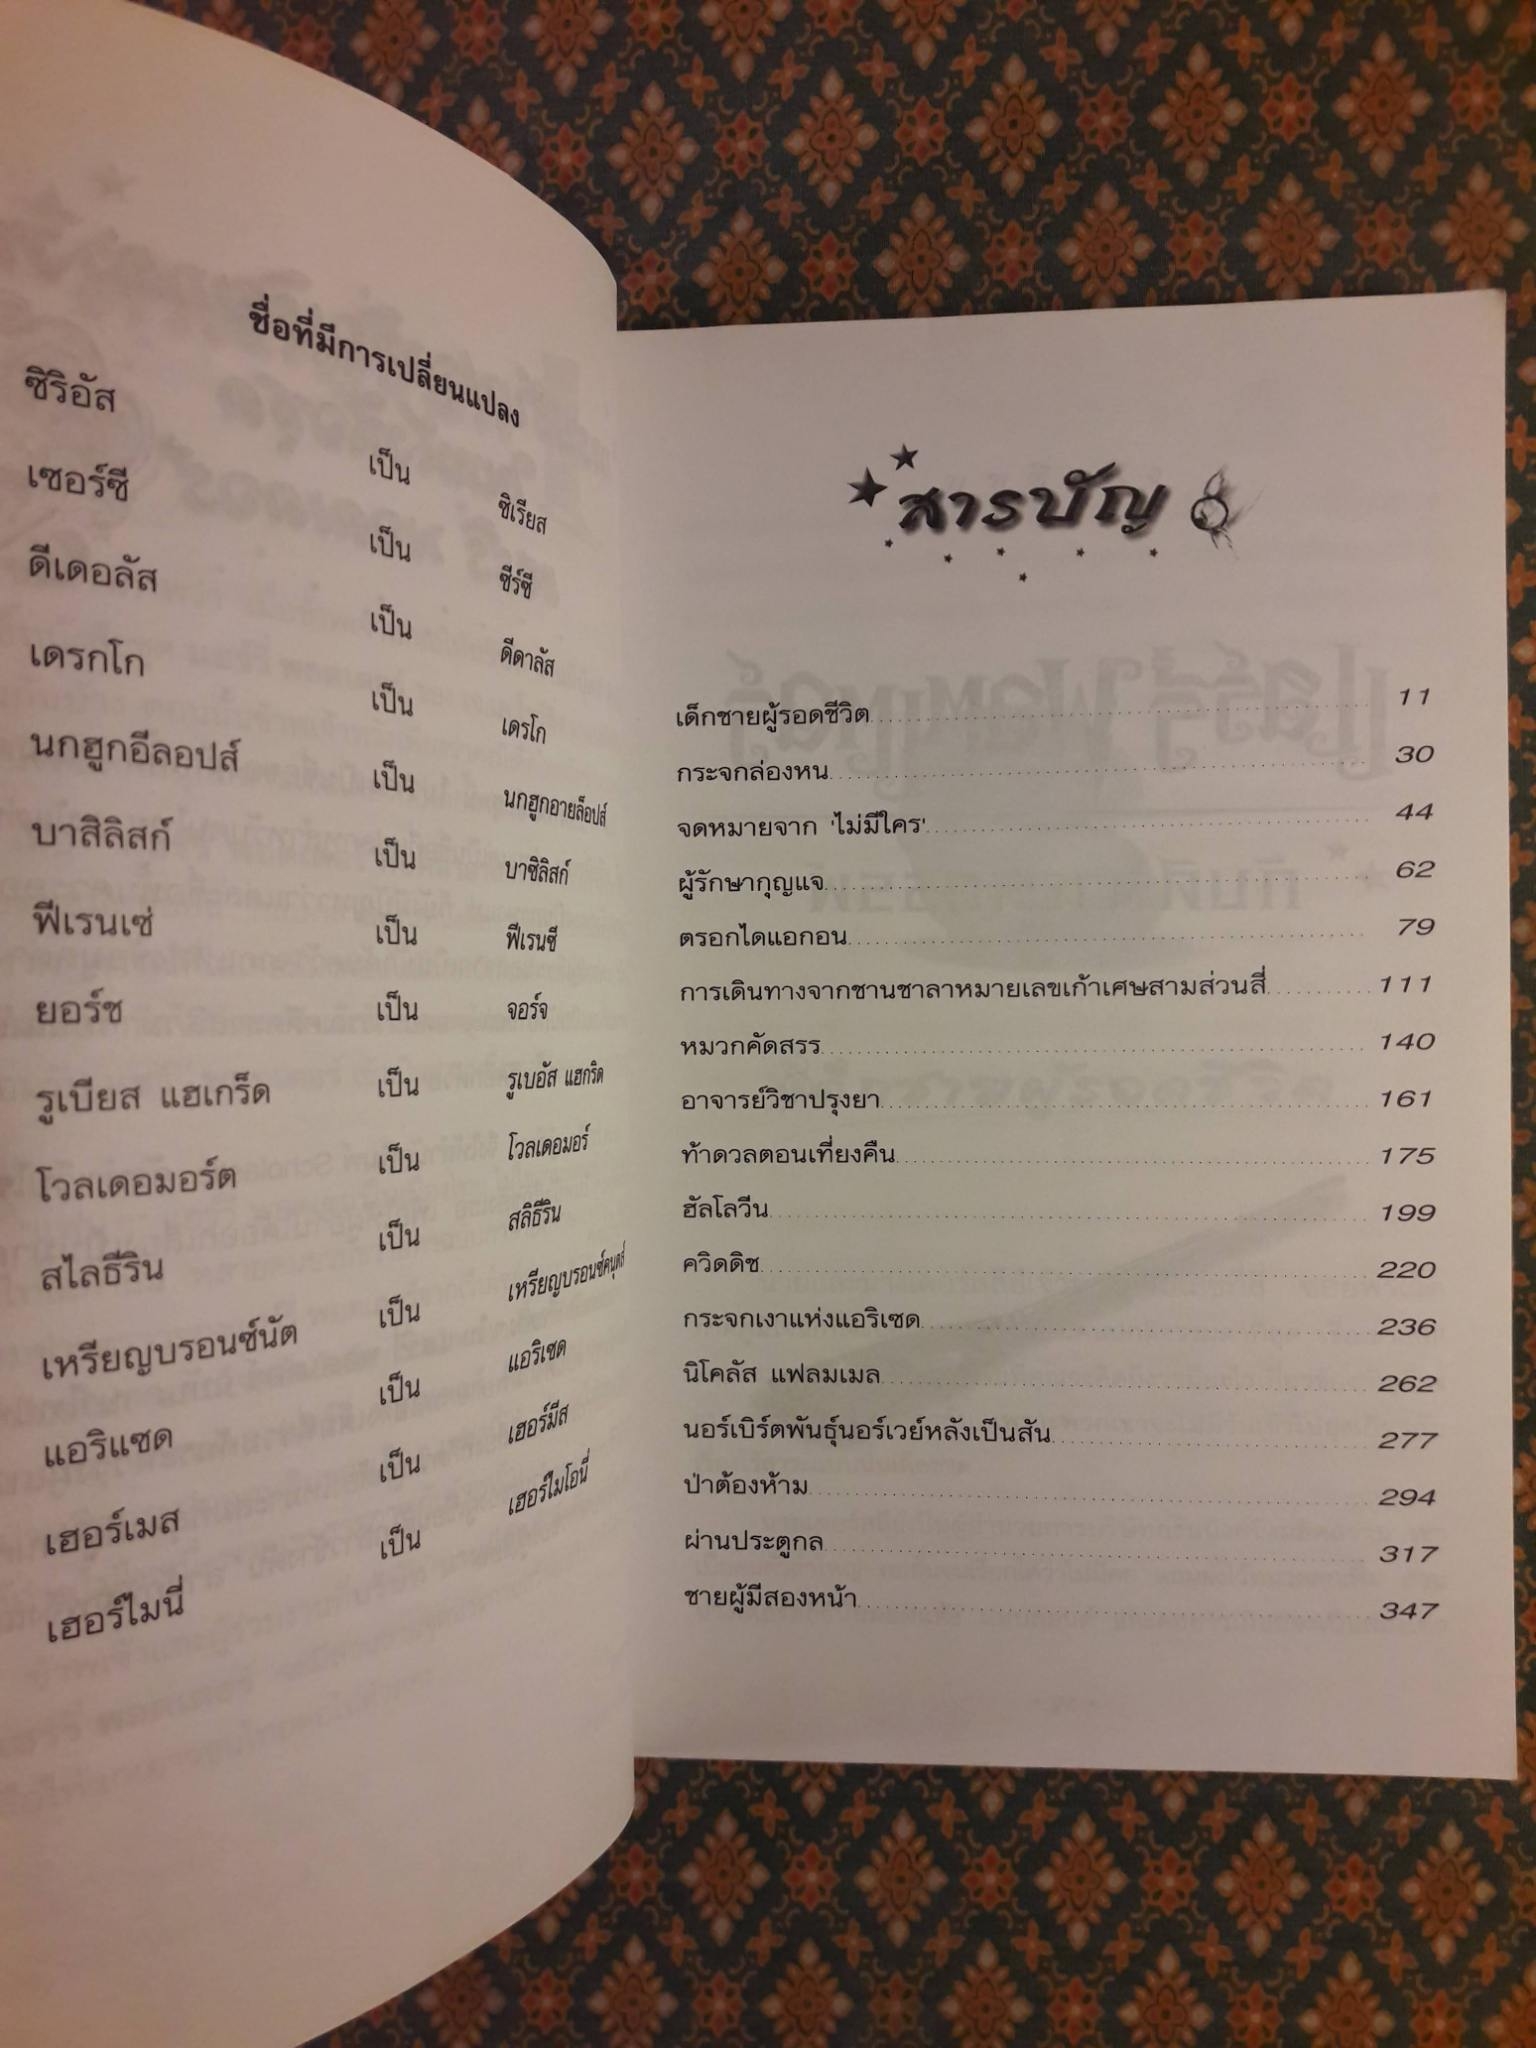 ชื่อที่มีการเปลี่ยนแปลง
ซิริอัส เป็น ซิเรียส
เซอร์ซี เป็น ซีร์ซี
ดีเดอลัส เป็น ดีดาลัส
เดรกโก เป็น เดรโก
นกฮูกอีลอปส์ เป็น นกฮูกอายล็อปส์
บาสิลิสก์ เป็น บาซิลิสก์
ฟีเรนเซ่ เป็น ฟีเรนซี
ยอร์ช เป็น จอร์จ
รูเบียส แฮเกร็ด เป็น รูเบอัส แฮกริด
โวลเดอมอร์ต เป็น โวลเดอมอร์
สไลธีริน เป็น สลิธีริน
เหรียญบรอนซ์นัต เป็น เหรียญบรอนซ์คนุตส์
แอริแซด เป็น แอริเซด
เฮอร์เมส เป็น เฮอร์มีส
เฮอร์ไมนี่ เป็น เฮอร์ไมโอนี่
สารบัญ
เด็กชายผู้รอดชีวิต 11
กระจกล่องหน 30
จดหมายจาก 'ไม่มีใคร' 44
ผู้รักษากุญแจ 62
ตรอกไดแอกอน 79
การเดินทางจากชานชาลาหมายเลขเก้าเศษสามส่วนสี่ 111
หมวกคัดสรร 140
อาจารย์วิชาปรุงยา 161
ท้าดวลตอนเที่ยงคืน 175
ฮัลโลวีน 199
ควิดดิช 220
กระจกเงาแห่งแอริเซด 236
นิโคลัส แฟลมเมล 262
นอร์เบิร์ตพันธุ์นอร์เวย์หลังเป็นสัน 277
ป่าต้องห้าม 294
ผ่านประตูกล 317
ชายผู้มีสองหน้า 347